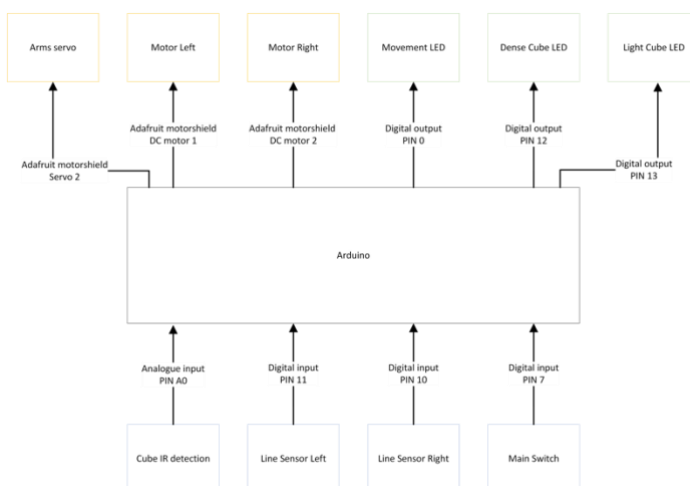 Arms servo
Motor Left
Motor Right
Movement LED
Dense Cube LED
Light Cube LED
Adafruit motorshield
DC motor 1
Adafruit motorshield
DC motor 2
Digital output
PIN 0
Digital output
PIN 12
Adafruit motorshield
Servo 2
Digital output
PIN 13
Arduino
Analogue input
PIN A0
Digital input
PIN 11
Digital input
PIN 10
Digital input
PIN 7
Cube IR detection
Line Sensor Left
Line Sensor Right
Main Switch